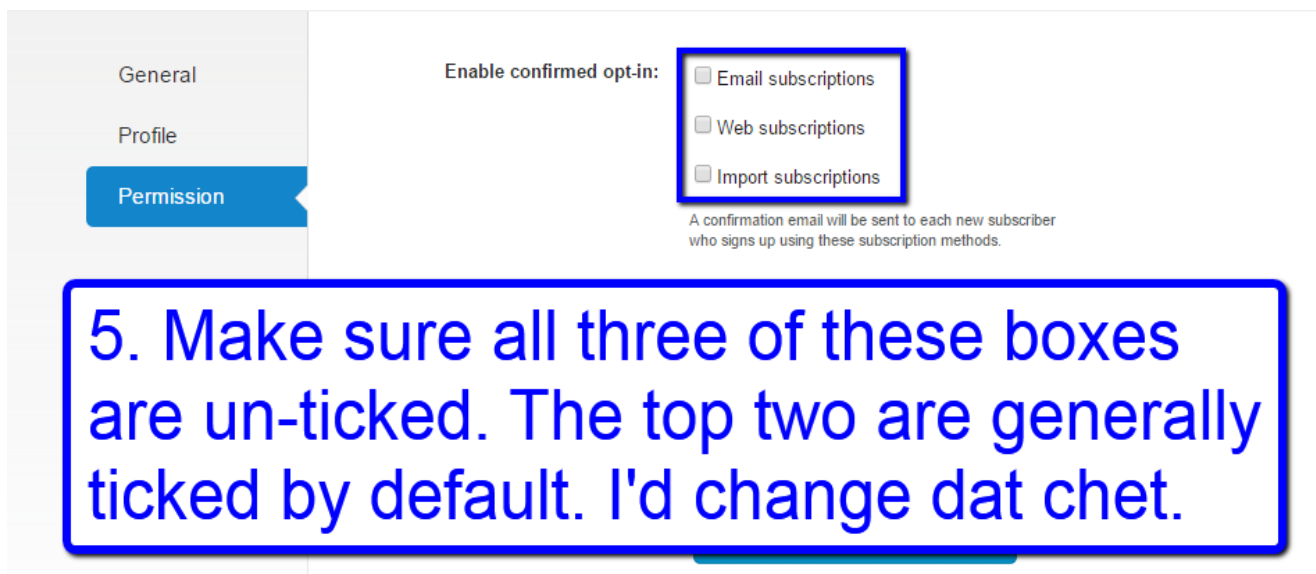 General
Profile
Permission
Enable confirmed opt-in:
Email subscriptions
Web subscriptions
Import subscriptions
A confirmation email will be sent to each new subscriber
who signs up using these subscription methods.
5. Make sure all three of these boxes
are un-ticked. The top two are generally
ticked by default. I'd change dat chet.